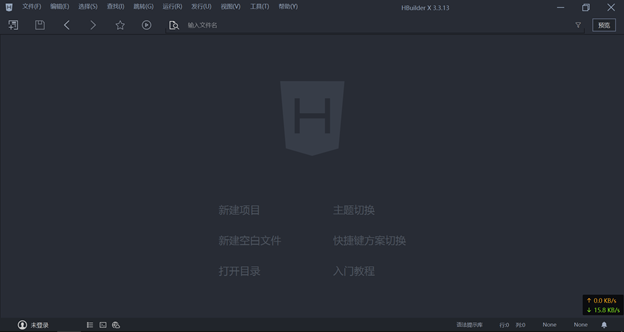 文件(F) 编辑(E) 选择(S) 查找(I) 跳转(G) 运行(R) 发行(U) 视图(V) 工具(T) 帮助(Y) HBuilder X 3.3.13
输入文件名 预览
H
新建项目 主题切换
新建空白文件 快捷键方案切换
打开目录 入门教程
↑ 0.0 KB/s
↓ 15.8 KB/s
未登录 语法提示库 行:0 列:0 None None